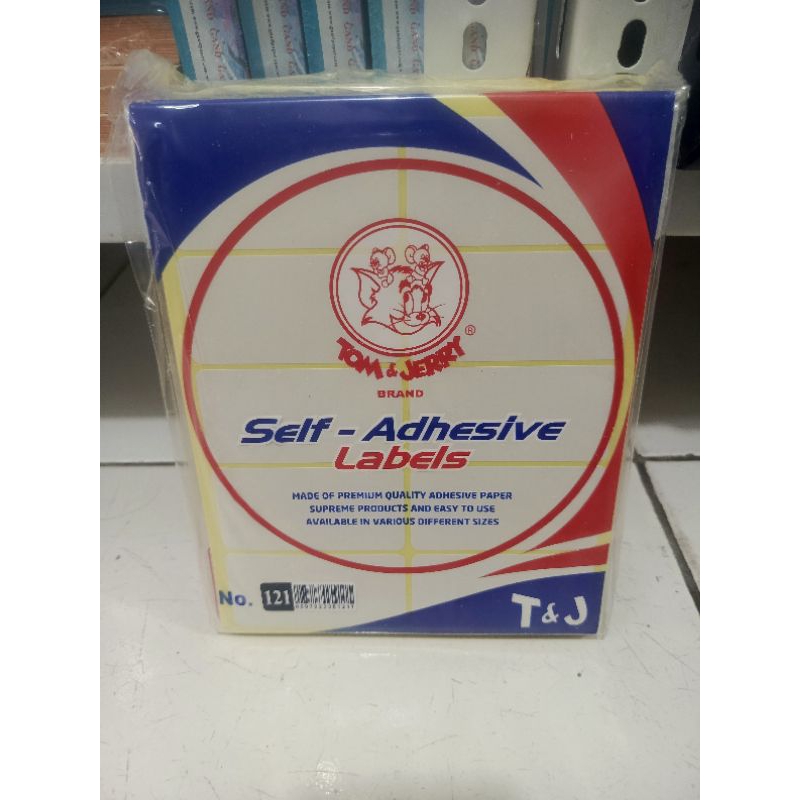 TOM & JERRY
®
BRAND
Self - Adhesive
Labels
MADE OF PREMIUM QUALITY ADHESIVE PAPER
SUPREME PRODUCTS AND EASY TO USE
AVAILABLE IN VARIOUS DIFFERENT SIZES
No. 121
T&J